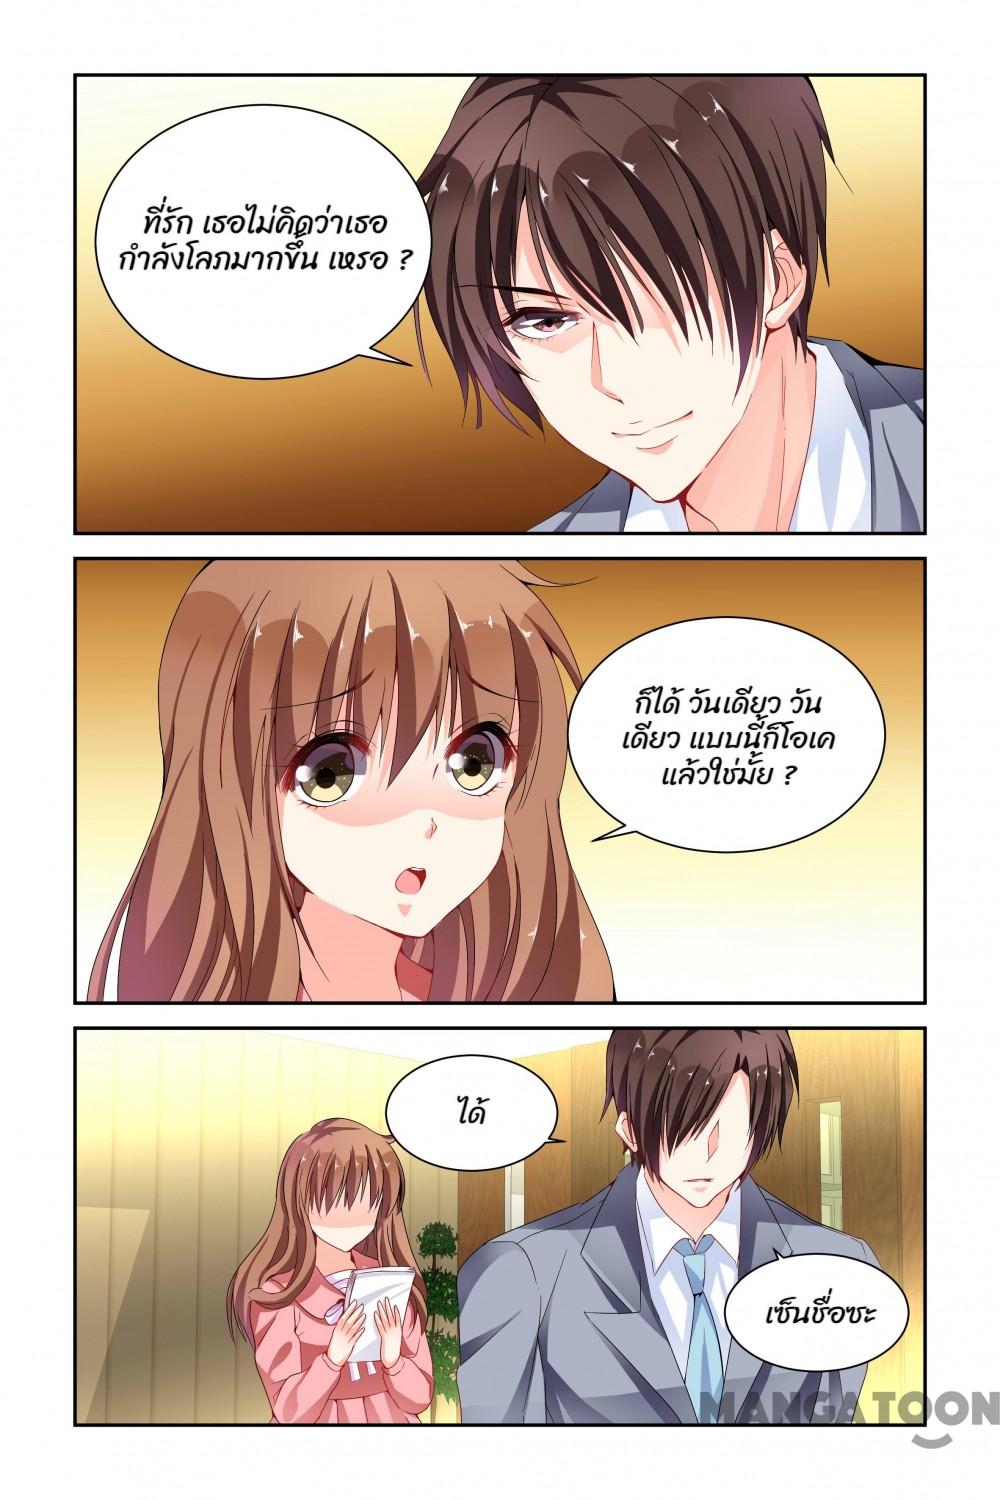 ที่รัก เธอไม่คิดว่าเธอ
กำลังโลภมากขึ้น เหรอ ?
ก็ได้ วันเดียว วัน
เดียว แบบนี้ก็โอเค
แล้วใช่มั้ย ?
ได้
เซ็นชื่อซะ
MANGATOON